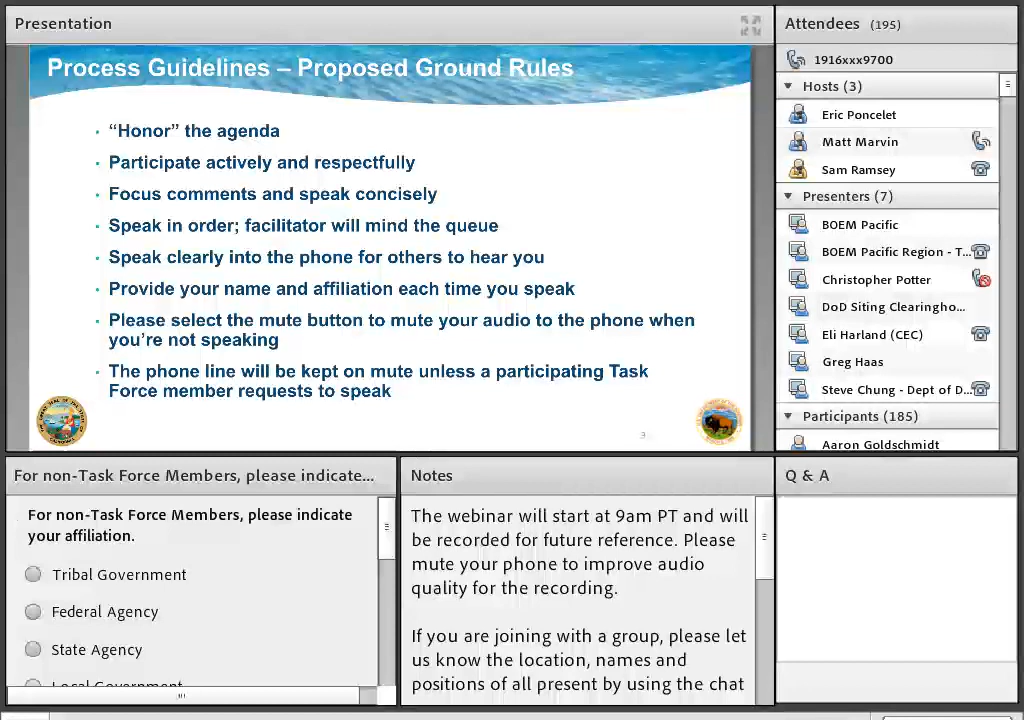 Presentation
Process Guidelines – Proposed Ground Rules
· “Honor” the agenda
· Participate actively and respectfully
· Focus comments and speak concisely
· Speak in order; facilitator will mind the queue
· Speak clearly into the phone for others to hear you
· Provide your name and affiliation each time you speak
· Please select the mute button to mute your audio to the phone when
you’re not speaking
· The phone line will be kept on mute unless a participating Task
Force member requests to speak
3
Attendees (195)
1916xxx9700
Hosts (3)
Eric Poncelet
Matt Marvin
Sam Ramsey
Presenters (7)
BOEM Pacific
BOEM Pacific Region - T...
Christopher Potter
DoD Siting Clearingho...
Eli Harland (CEC)
Greg Haas
Steve Chung - Dept of D...
Participants (185)
Aaron Goldschmidt
For non-Task Force Members, please indicate...
For non-Task Force Members, please indicate
your affiliation.
Tribal Government
Federal Agency
State Agency
Local Government
Notes
The webinar will start at 9am PT and will
be recorded for future reference. Please
mute your phone to improve audio
quality for the recording.
If you are joining with a group, please let
us know the location, names and
positions of all present by using the chat
Q & A